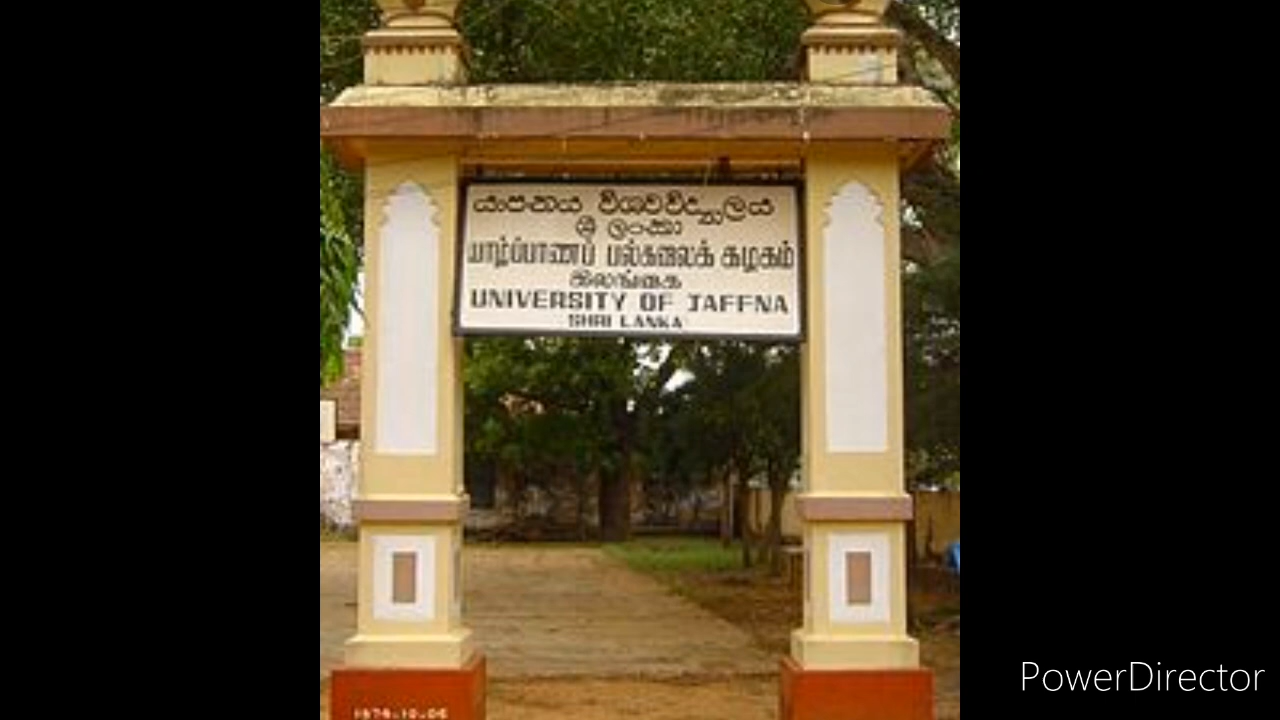 යාපනය විශ්වවිද්‍යාලය
ශ්‍රී ලංකා
யாழ்ப்பாணப் பல்கலைக் கழகம்
இலங்கை
UNIVERSITY OF JAFFNA
SHRI LANKA
PowerDirector